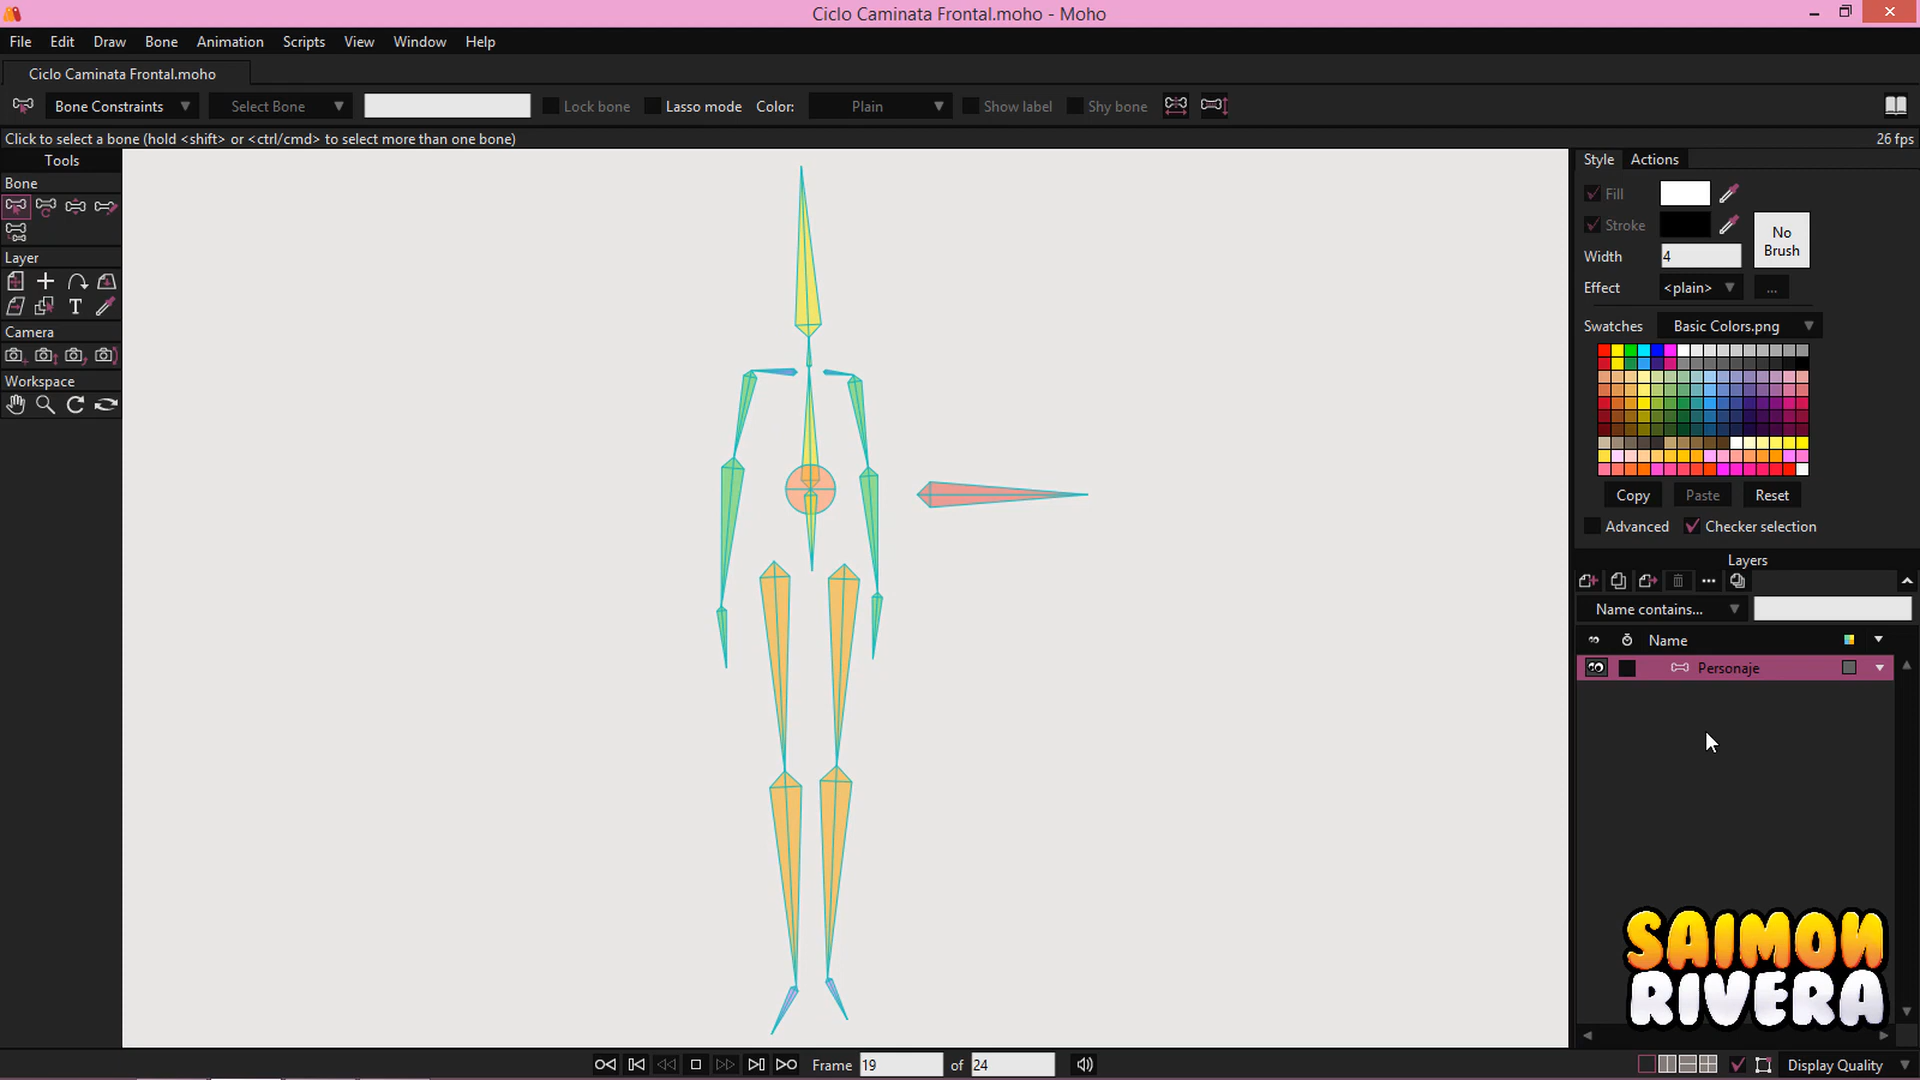 Ciclo Caminata Frontal.moho - Moho
File Edit Draw Bone Animation Scripts View Window Help
Ciclo Caminata Frontal.moho
Bone Constraints Select Bone Lock bone Lasso mode Color: Plain Show label Shy bone
Click to select a bone (hold <shift> or <ctrl/cmd> to select more than one bone) 26 fps
Tools
Bone
Layer
T
Camera
Workspace
Style Actions
Fill
Stroke
No
Brush
Width 4
Effect <plain> ...
Swatches Basic Colors.png
Copy Paste Reset
Advanced Checker selection
Layers
Name contains...
Name
Personaje
SAIMON
RIVERA
Frame 19 of 24 Display Quality